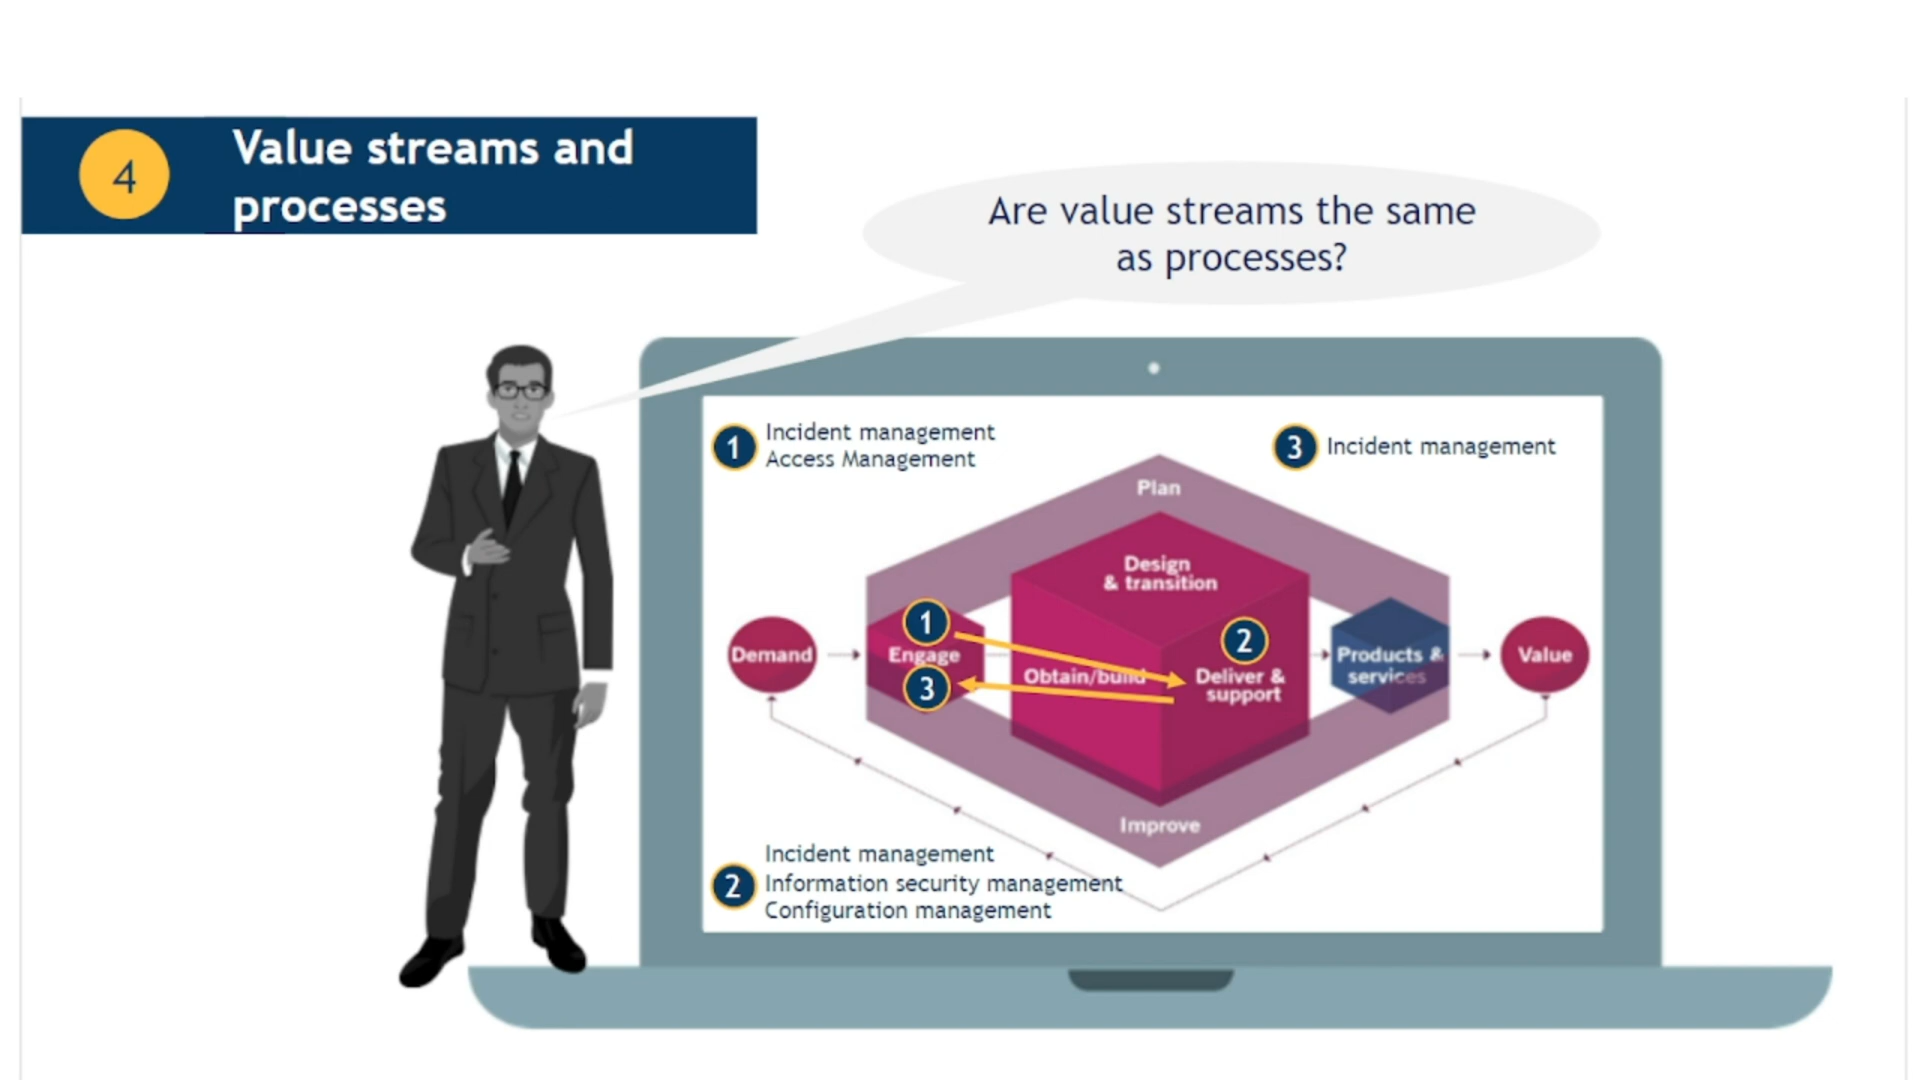 4
Value streams and
processes
Are value streams the same
as processes?
1
Incident management
Access Management
3
Incident management
Plan
Design
& transition
1
2
Demand
Engage
Obtain/build
Deliver &
support
Products &
services
Value
3
Improve
2
Incident management
Information security management
Configuration management